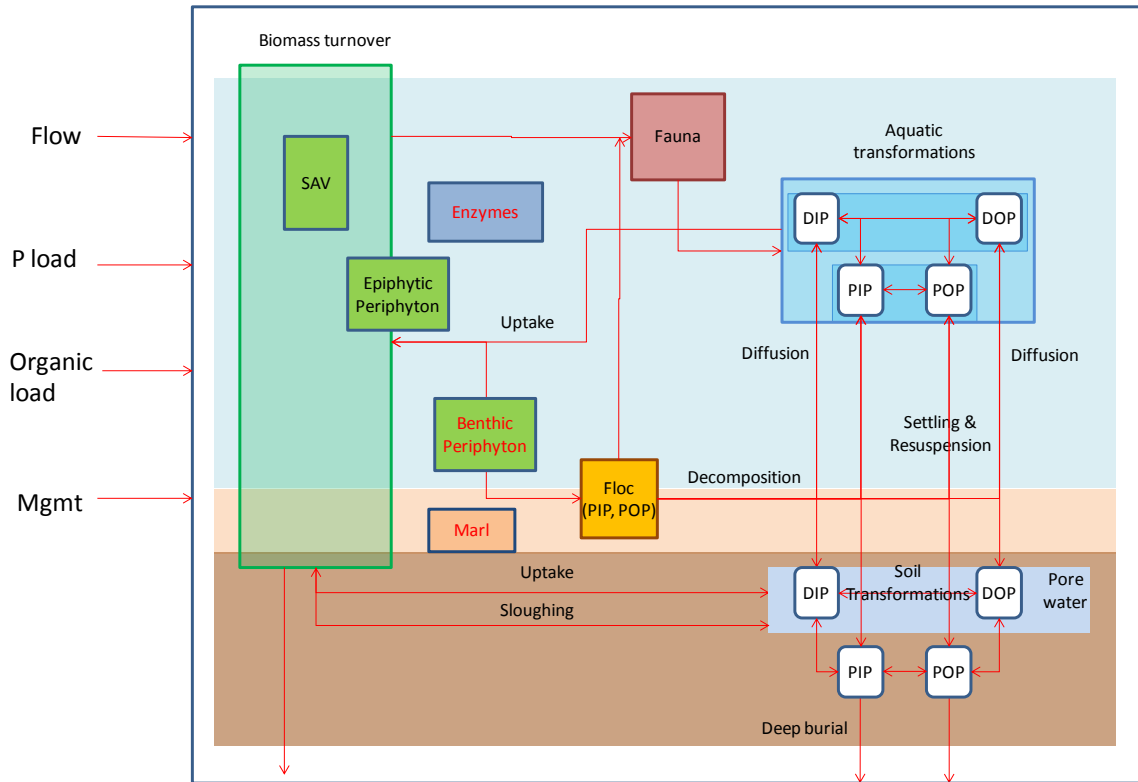 Biomass turnover
Flow
P load
Organic
load
Mgmt
SAV
Enzymes
Epiphytic
Periphyton
Benthic
Periphyton
Marl
Fauna
Floc
(PIP, POP)
Aquatic
transformations
DIP
DOP
PIP
POP
Uptake
Diffusion
Diffusion
Settling &
Resuspension
Decomposition
Uptake
Sloughing
DIP
Soil
Transformations
DOP
Pore
water
PIP
POP
Deep burial